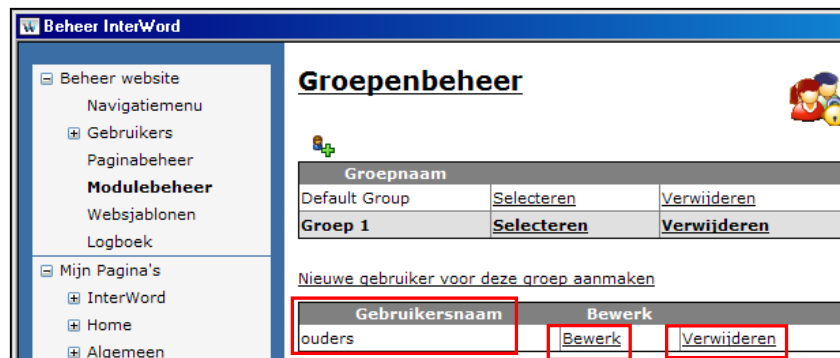 Beheer InterWord
Beheer website
Navigatiemenu
Gebruikers
Paginabeheer
Modulebeheer
Websjablonen
Logboek
Mijn Pagina's
InterWord
Home
Algemeen
Groepenbeheer
Groepnaam
Default Group Selecteren Verwijderen
Groep 1 Selecteren Verwijderen
Nieuwe gebruiker voor deze groep aanmaken
Gebruikersnaam Bewerk
ouders Bewerk Verwijderen